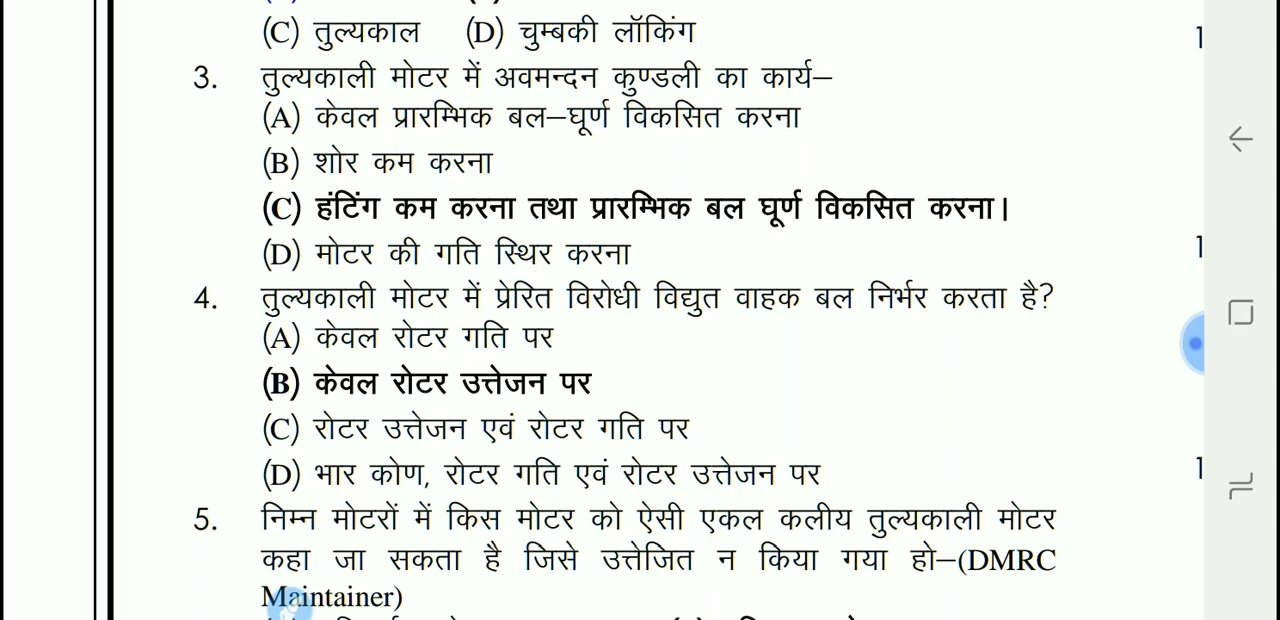 (C) तुल्यकाल (D) चुम्बकी लॉकिंग
1
3. तुल्यकाली मोटर में अवमन्दन कुण्डली का कार्य–
(A) केवल प्रारम्भिक बल–घूर्ण विकसित करना
(B) शोर कम करना
(C) हंटिंग कम करना तथा प्रारम्भिक बल घूर्ण विकसित करना।
(D) मोटर की गति स्थिर करना
1
4. तुल्यकाली मोटर में प्रेरित विरोधी विद्युत वाहक बल निर्भर करता है?
(A) केवल रोटर गति पर
(B) केवल रोटर उत्तेजन पर
(C) रोटर उत्तेजन एवं रोटर गति पर
(D) भार कोण, रोटर गति एवं रोटर उत्तेजन पर
1
5. निम्न मोटरों में किस मोटर को ऐसी एकल कलीय तुल्यकाली मोटर
कहा जा सकता है जिसे उत्तेजित न किया गया हो–(DMRC
Maintainer)